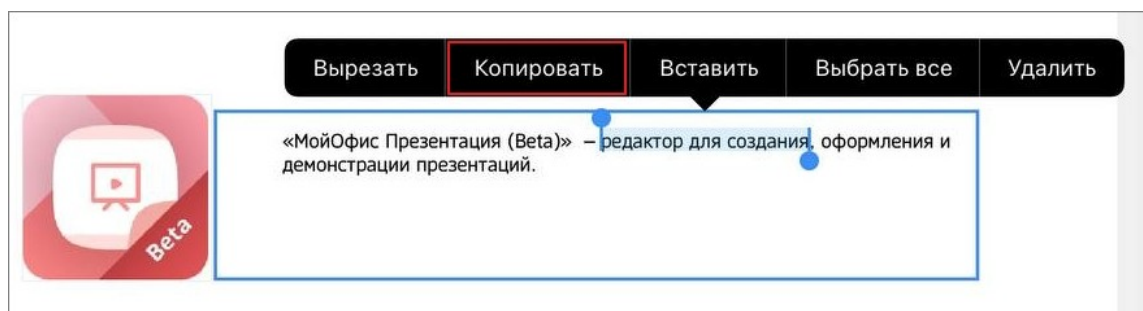 Вырезать Копировать Вставить Выбрать все Удалить
«МойОфис Презентация (Beta)» – редактор для создания, оформления и
демонстрации презентаций.
Beta